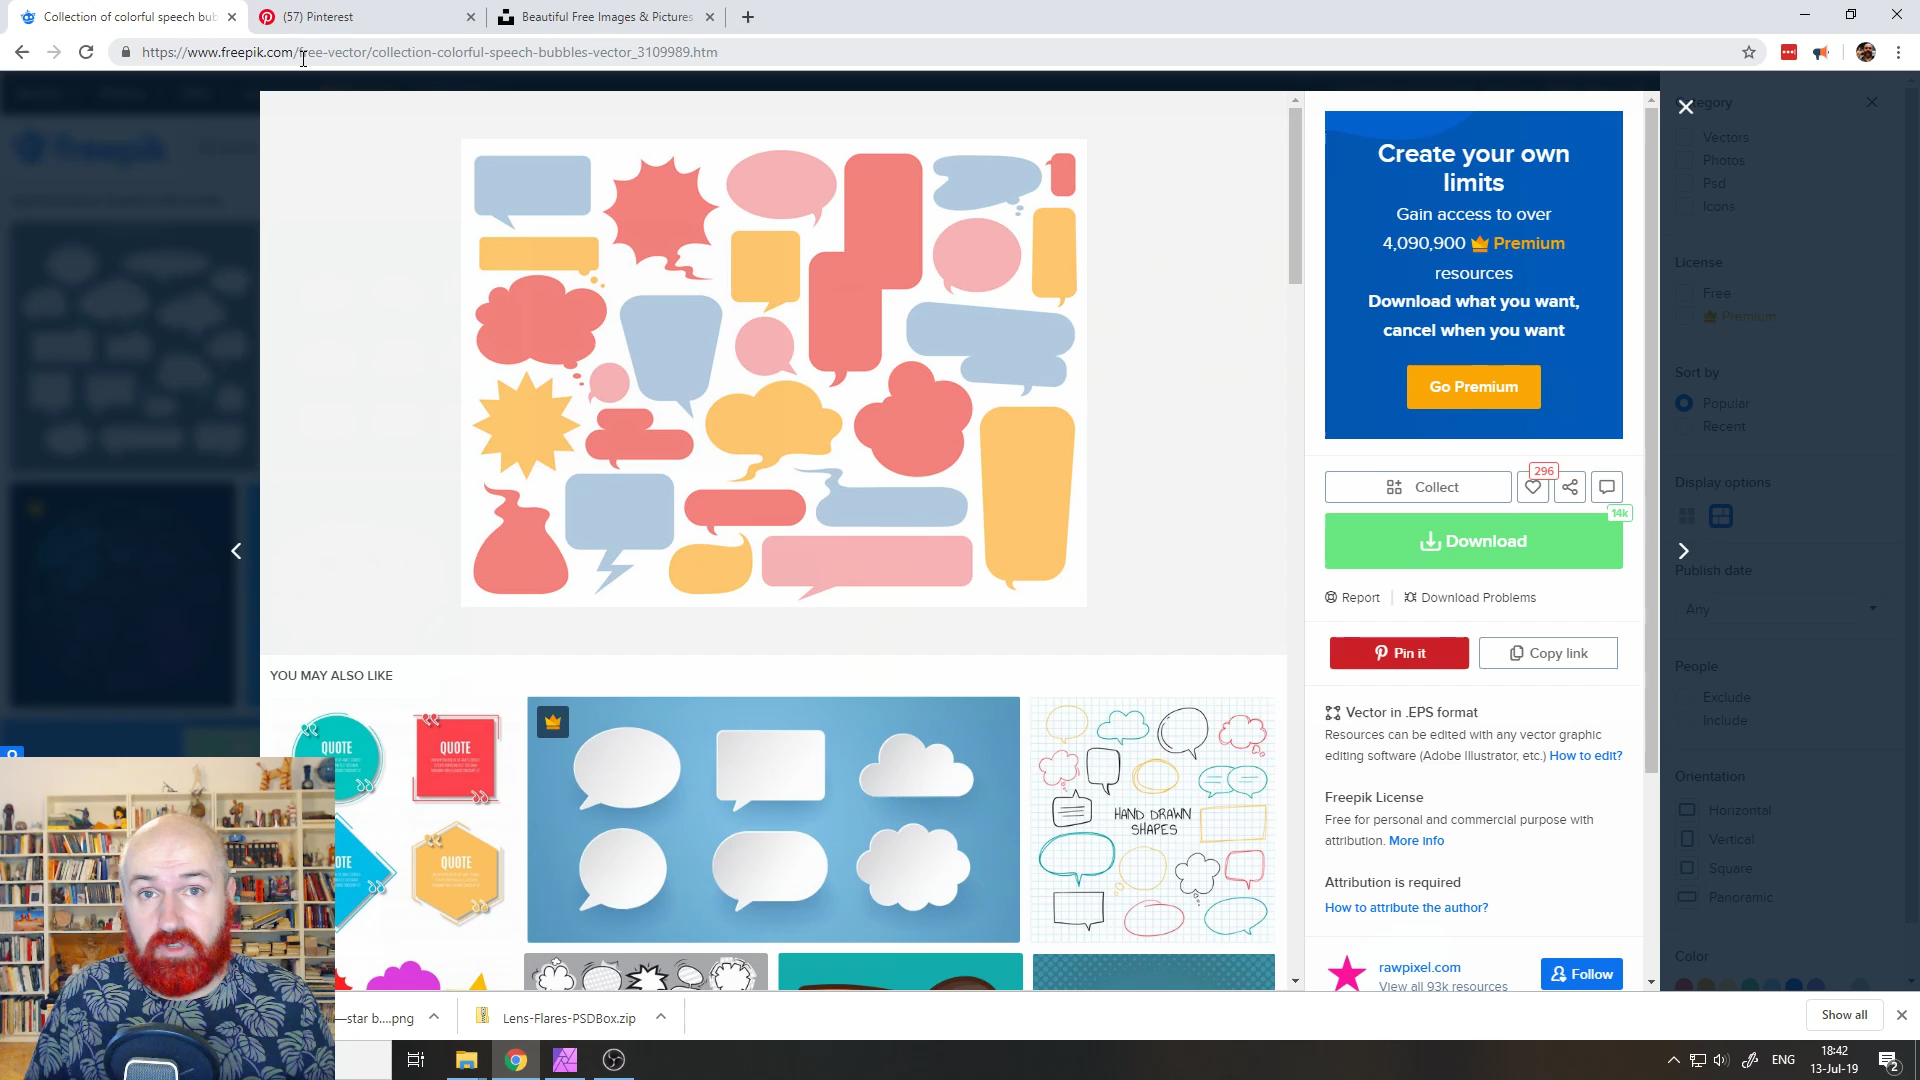 Collection of colorful speech bub
(57) Pinterest
Beautiful Free Images & Pictures
https://www.freepik.com/free-vector/collection-colorful-speech-bubbles-vector_3109989.htm
Create your own
limits
Gain access to over
4,090,900 Premium
resources
Download what you want,
cancel when you want
Go Premium
Category
Vectors
Photos
Psd
Icons
License
Free
Premium
Sort by
Popular
Recent
Display options
Publish date
Any
People
Exclude
Include
Orientation
Horizontal
Vertical
Square
Panoramic
Color
Collect
296
14k
Download
Report
Download Problems
Pin it
Copy link
YOU MAY ALSO LIKE
Vector in .EPS format
Resources can be edited with any vector graphic
editing software (Adobe Illustrator, etc.) How to edit?
Freepik License
Free for personal and commercial purpose with
attribution. More info
Attribution is required
How to attribute the author?
rawpixel.com
View all 93k resources
Follow
QUOTE
QUOTE
OTE
QUOTE
HAND DRAWN
SHAPES
—star b....png
Lens-Flares-PSDBox.zip
Show all
ENG
18:42
13-Jul-19
2